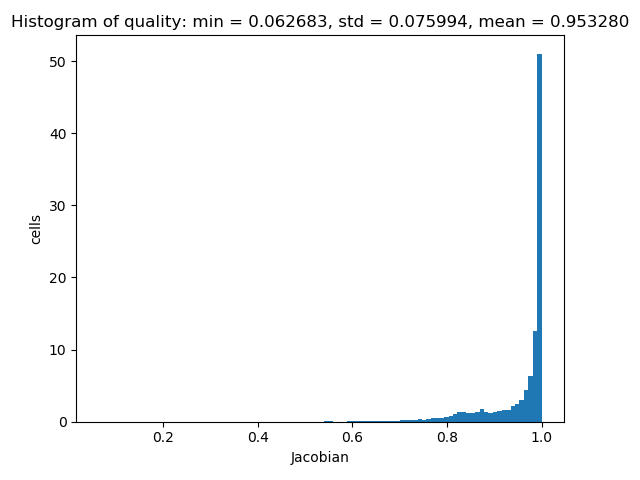 Histogram of quality: min = 0.062683, std = 0.075994, mean = 0.953280
50
40
30
20
10
0
cells
0.2 0.4 0.6 0.8 1.0
Jacobian